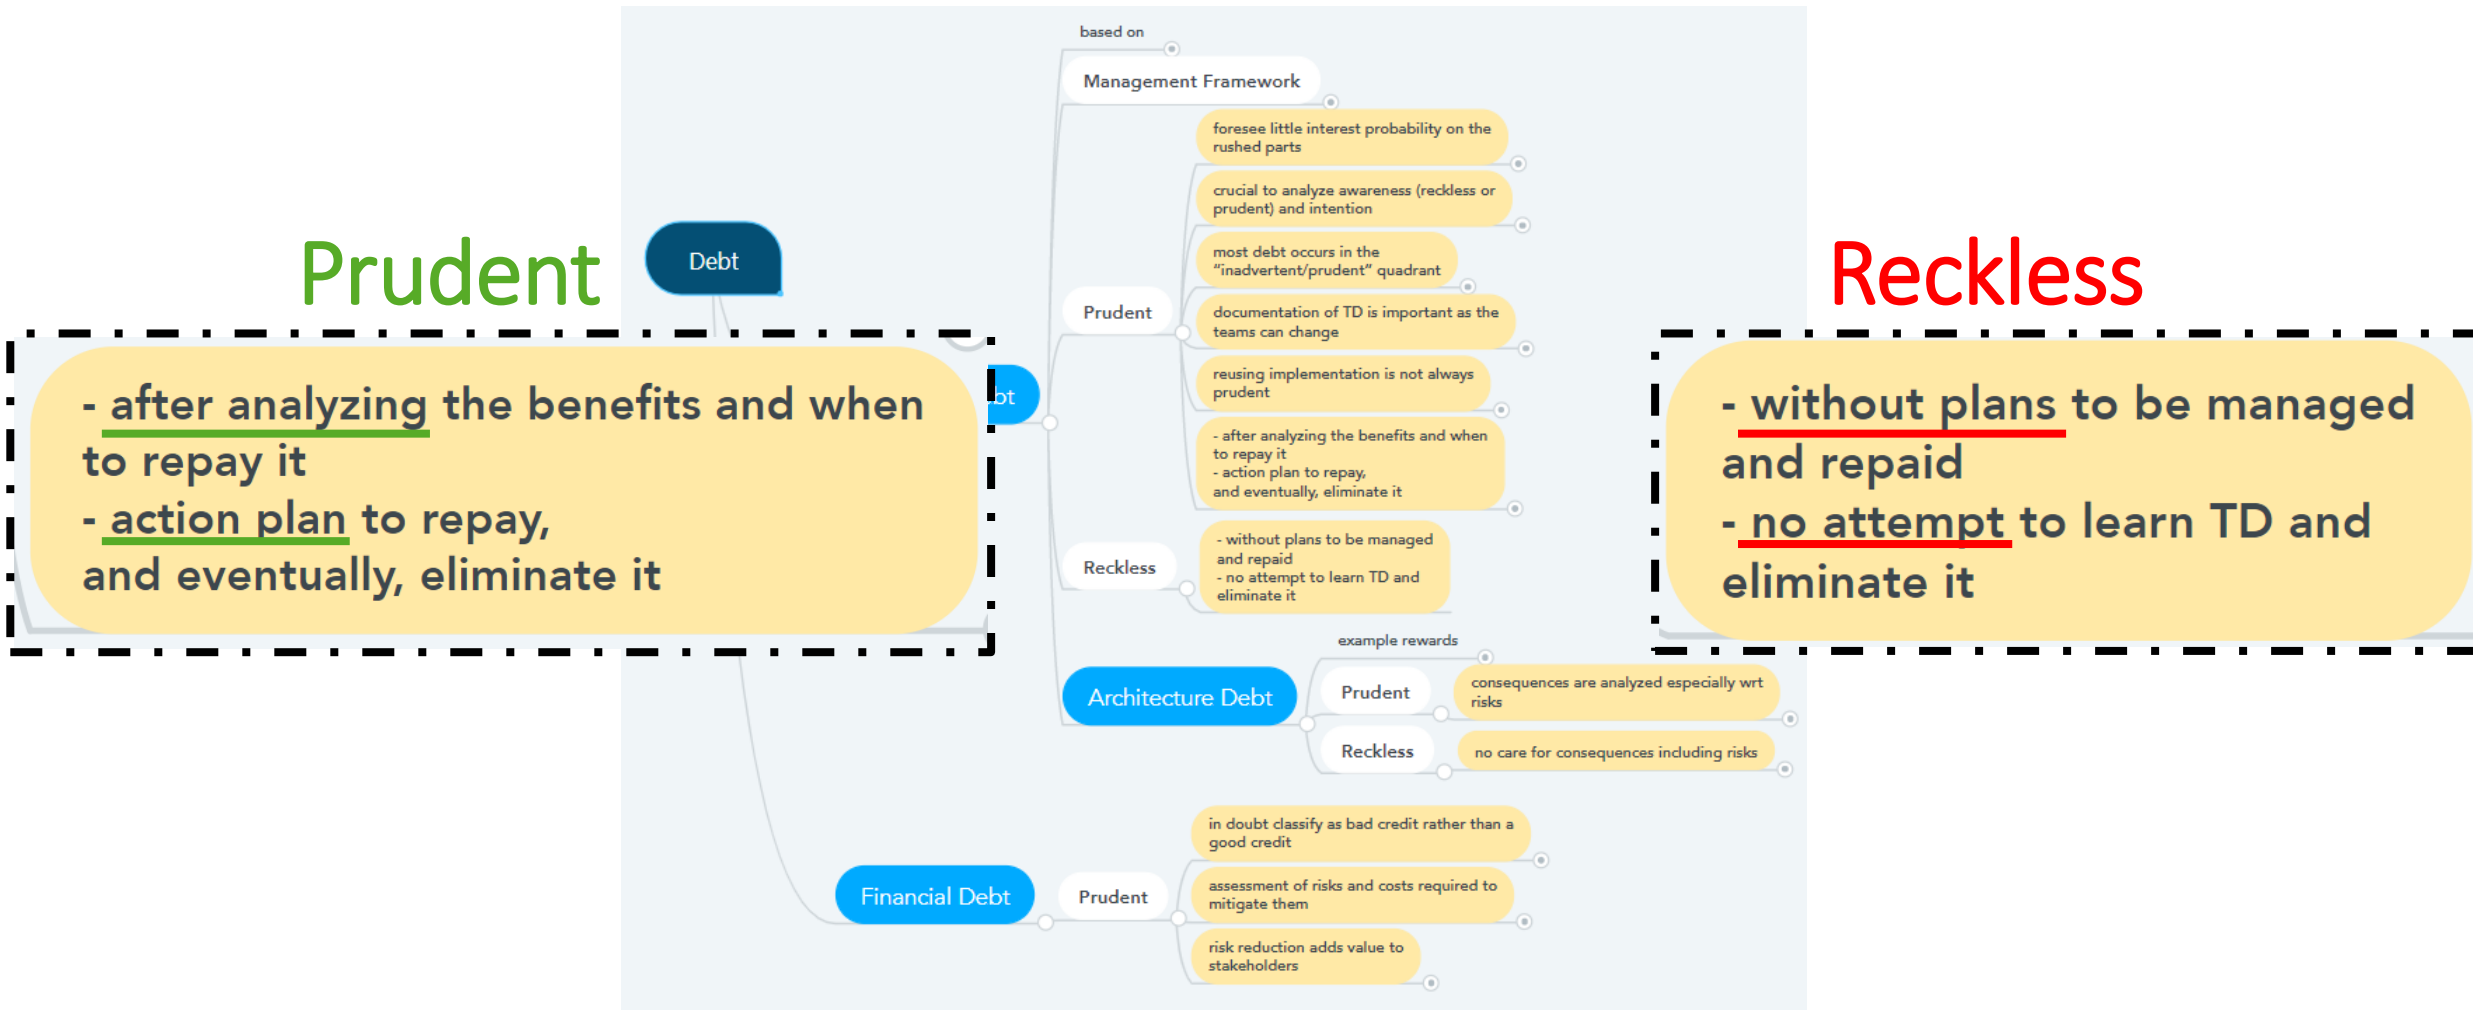 based on
Management Framework
foresee little interest probability on the
rushed parts
crucial to analyze awareness (reckless or
prudent) and intention
most debt occurs in the
“inadvertent/prudent” quadrant
Prudent
documentation of TD is important as the
teams can change
reusing implementation is not always
prudent
- after analyzing the benefits and when
to repay it
- action plan to repay,
and eventually, eliminate it
Reckless
- without plans to be managed
and repaid
- no attempt to learn TD and
eliminate it
Debt
Prudent
- after analyzing the benefits and when
to repay it
- action plan to repay,
and eventually, eliminate it
bt
Reckless
- without plans to be managed
and repaid
- no attempt to learn TD and
eliminate it
Architecture Debt
example rewards
Prudent
consequences are analyzed especially wrt
risks
Reckless
no care for consequences including risks
Financial Debt
Prudent
in doubt classify as bad credit rather than a
good credit
assessment of risks and costs required to
mitigate them
risk reduction adds value to
stakeholders